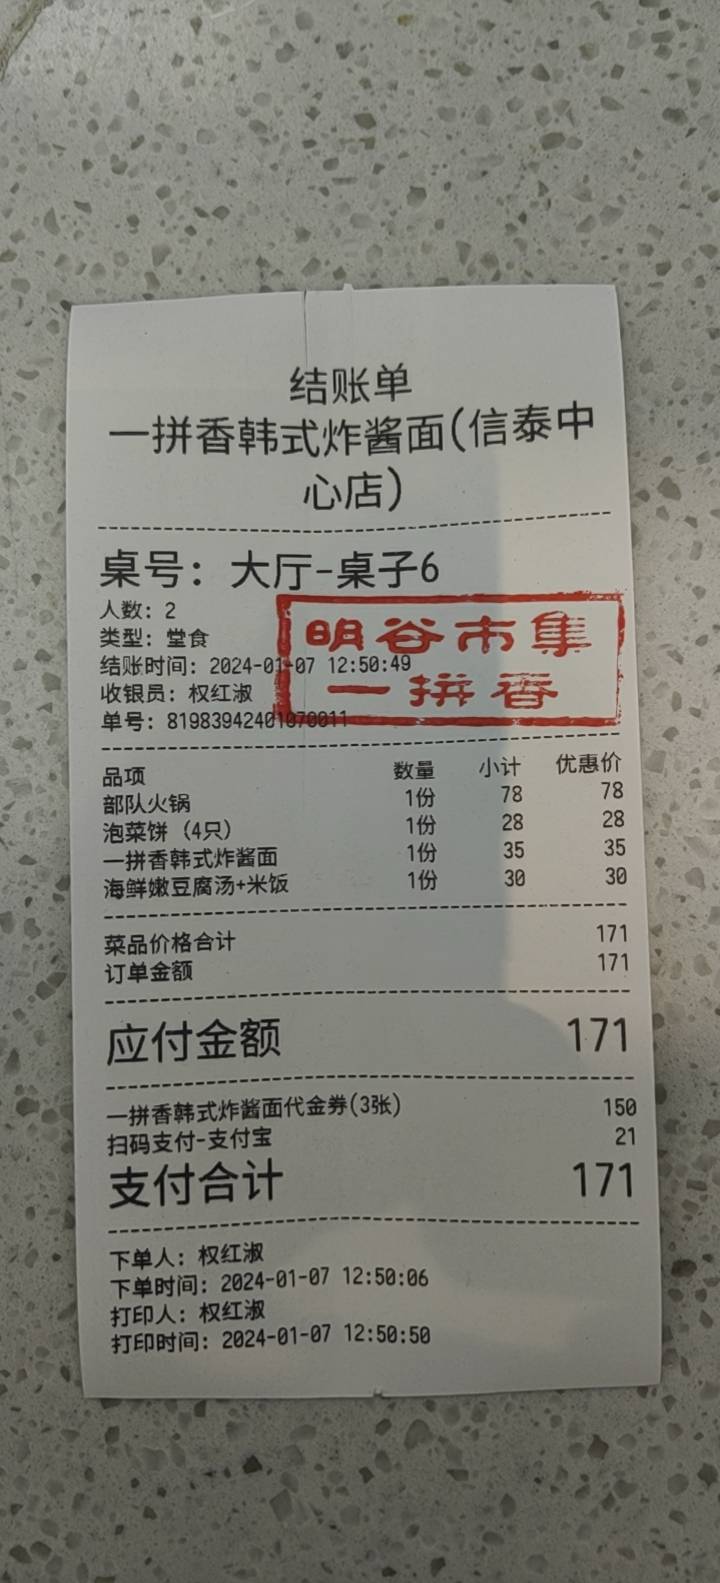 结账单
一拼香韩式炸酱面(信泰中
心店)
桌号: 大厅-桌子6
人数: 2
类型: 堂食
结账时间: 2024-01-07 12:50:49
收银员: 权红淑
单号: 81983942401070011
明谷市集
一拼香
品项 数量 小计 优惠价
部队火锅 1份 78 78
泡菜饼 (4只) 1份 28 28
一拼香韩式炸酱面 1份 35 35
海鲜嫩豆腐汤+米饭 1份 30 30
菜品价格合计 171
订单金额 171
应付金额 171
一拼香韩式炸酱面代金券(3张) 150
扫码支付-支付宝 21
支付合计 171
下单人: 权红淑
下单时间: 2024-01-07 12:50:06
打印人: 权红淑
打印时间: 2024-01-07 12:50:50